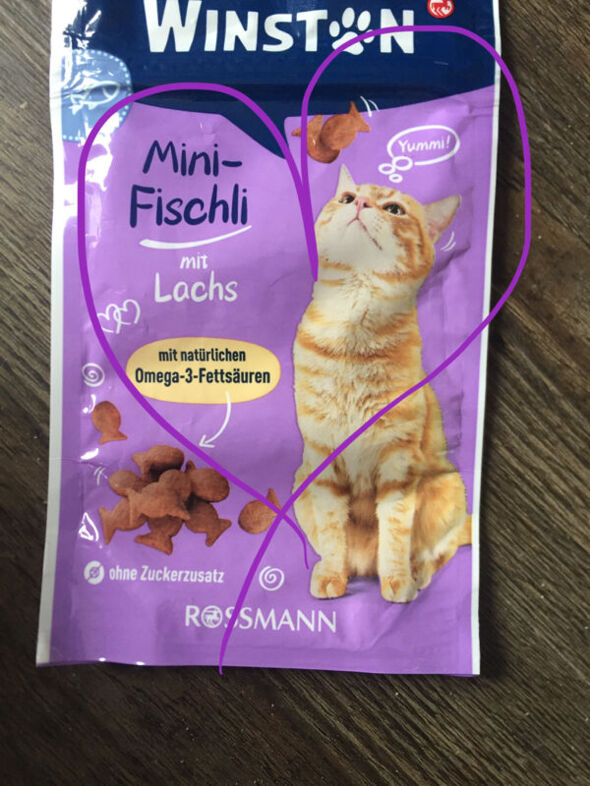 WINSTON
Yummi!
Mini-
Fischli
mit
Lachs
mit natürlichen
Omega-3-Fettsäuren
ohne Zuckerzusatz
ROSSMANN